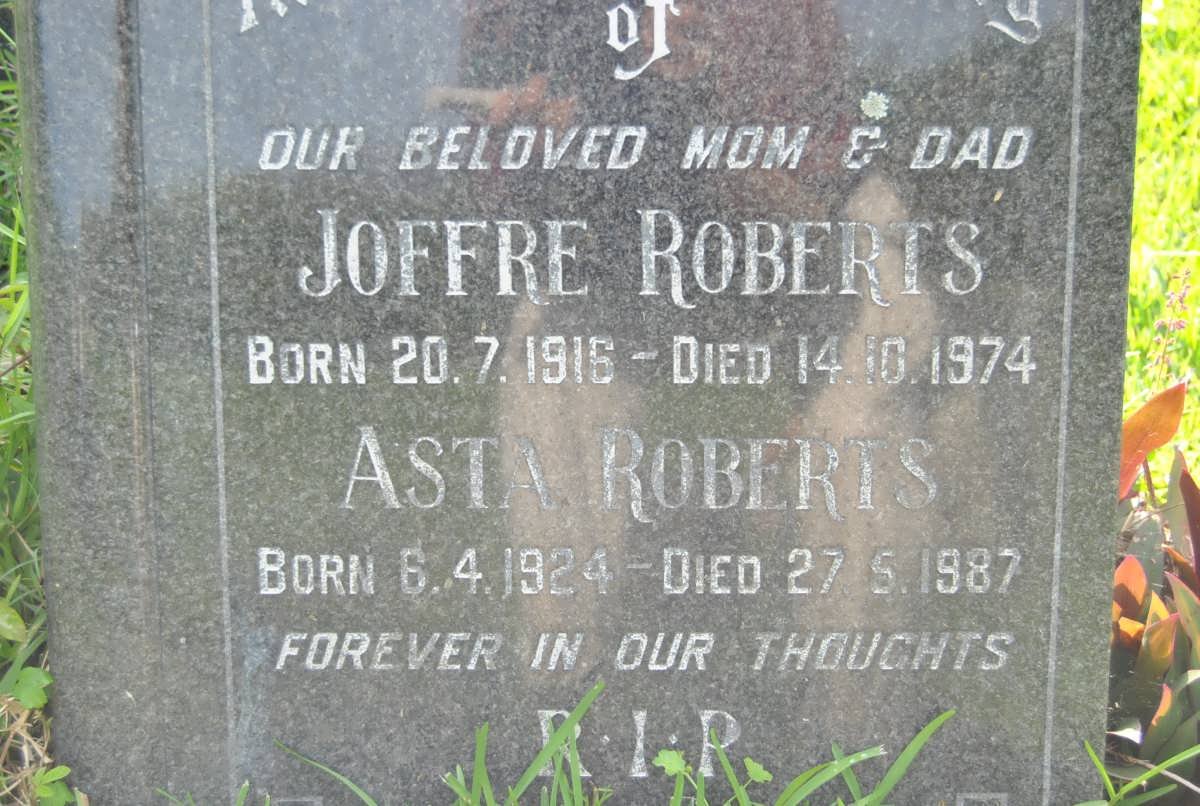 of
OUR BELOVED MOM & DAD
JOFFRE ROBERTS
BORN 20.7.1916 - DIED 14.10.1974
ASTA ROBERTS
BORN 6.4.1924 - DIED 27.5.1987
FOREVER IN OUR THOUGHTS
R.I.P